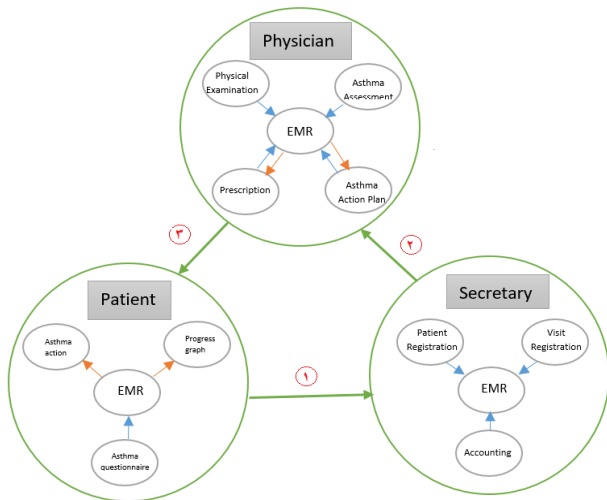 Physician
Physical
Examination
Asthma
Assessment
EMR
Prescription
Asthma
Action Plan
۳
۲
Patient
Asthma
action
Progress
graph
EMR
Asthma
questionnaire
۱
Secretary
Patient
Registration
Visit
Registration
EMR
Accounting